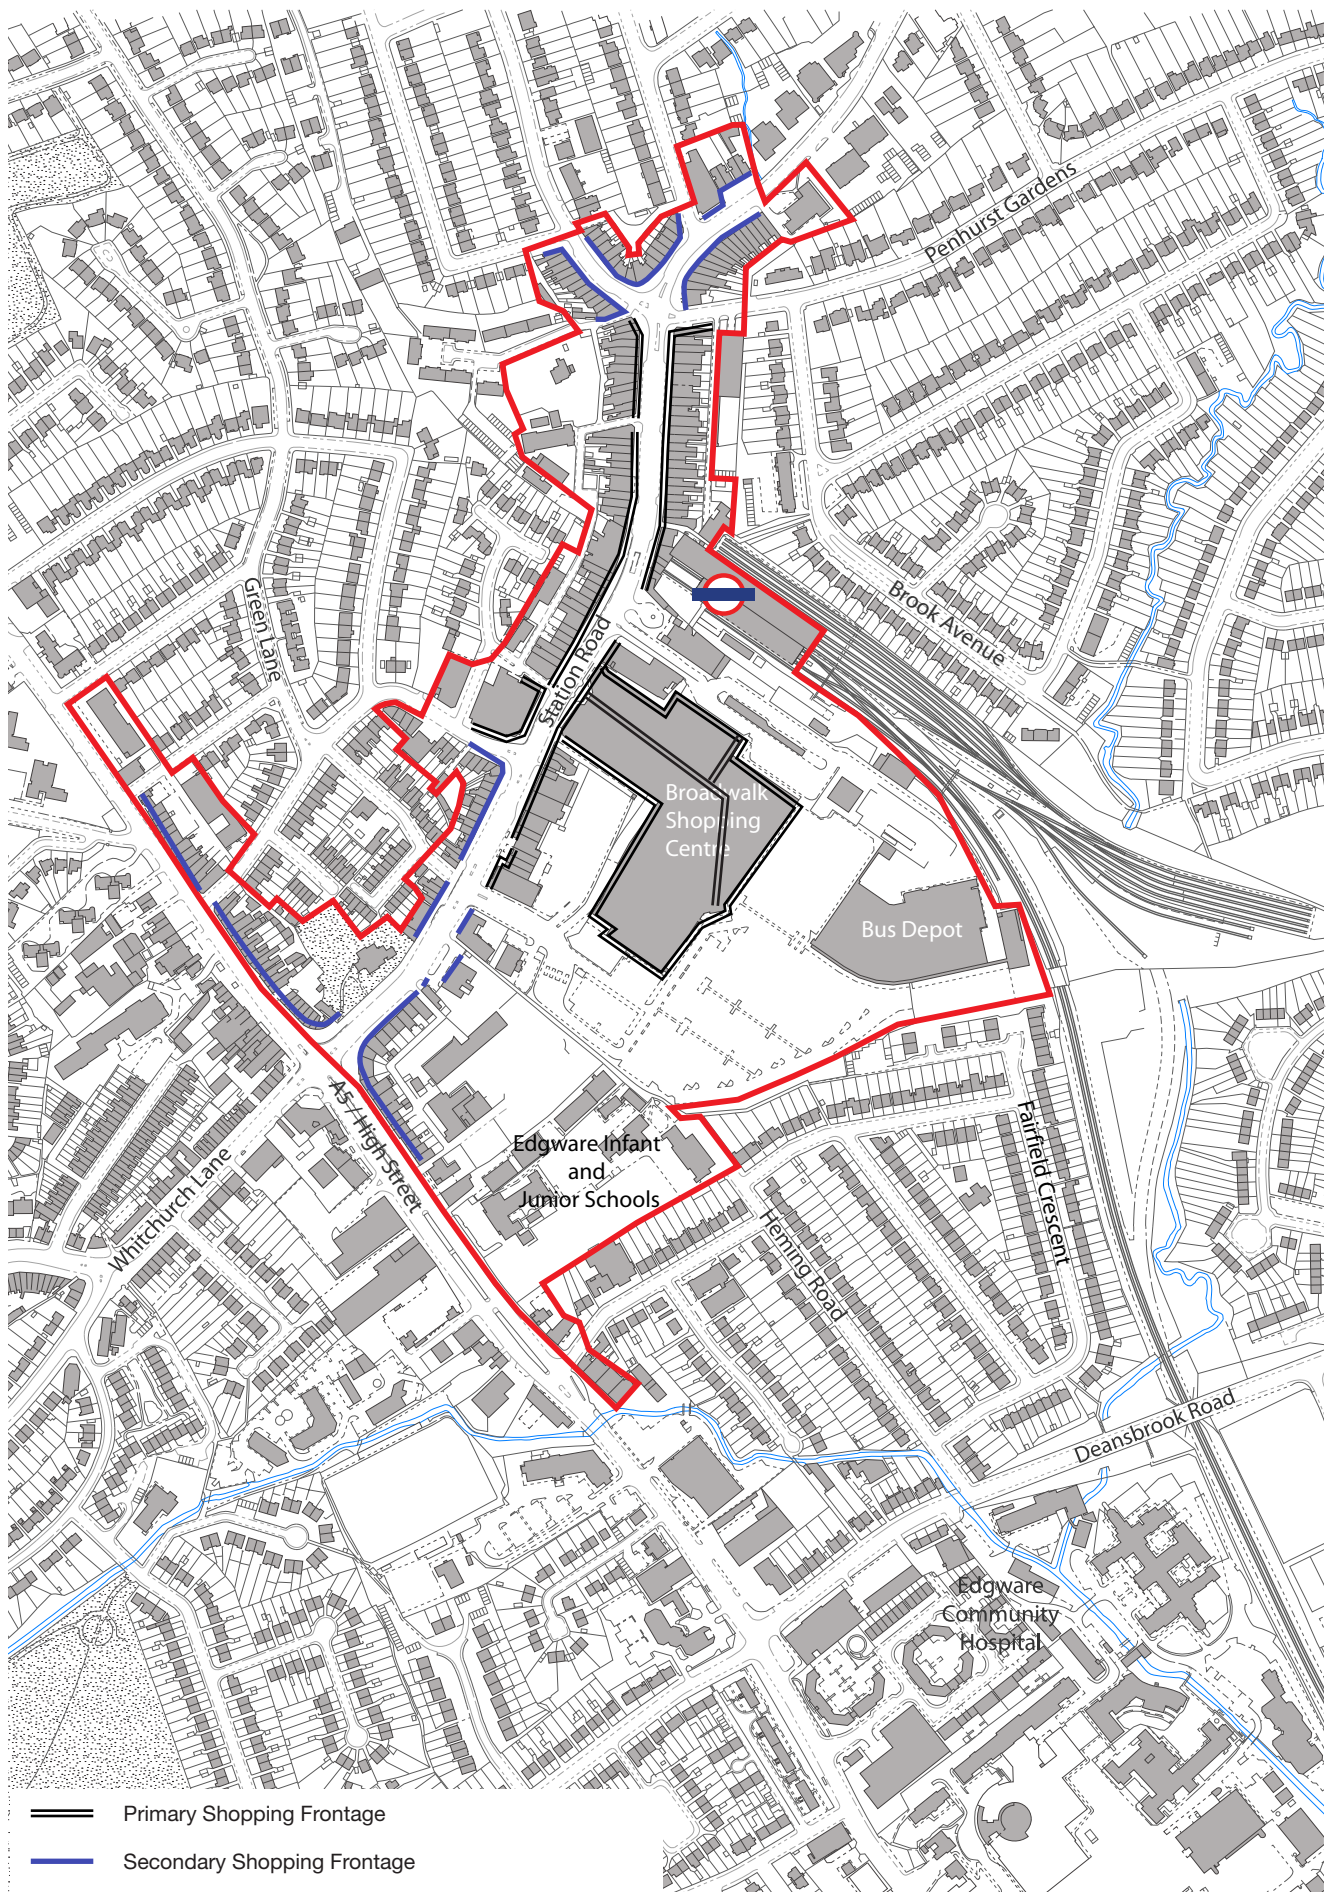 Penhurst Gardens
Green Lane
Brook Avenue
Station Road
Broadwalk
Shopping
Centre
Bus Depot
A5 / High Street
Edgware Infant
and
Junior Schools
Whitchurch Lane
Fairfield Crescent
Heming Road
Deansbrook Road
Edgware
Community
Hospital
Primary Shopping Frontage
Secondary Shopping Frontage